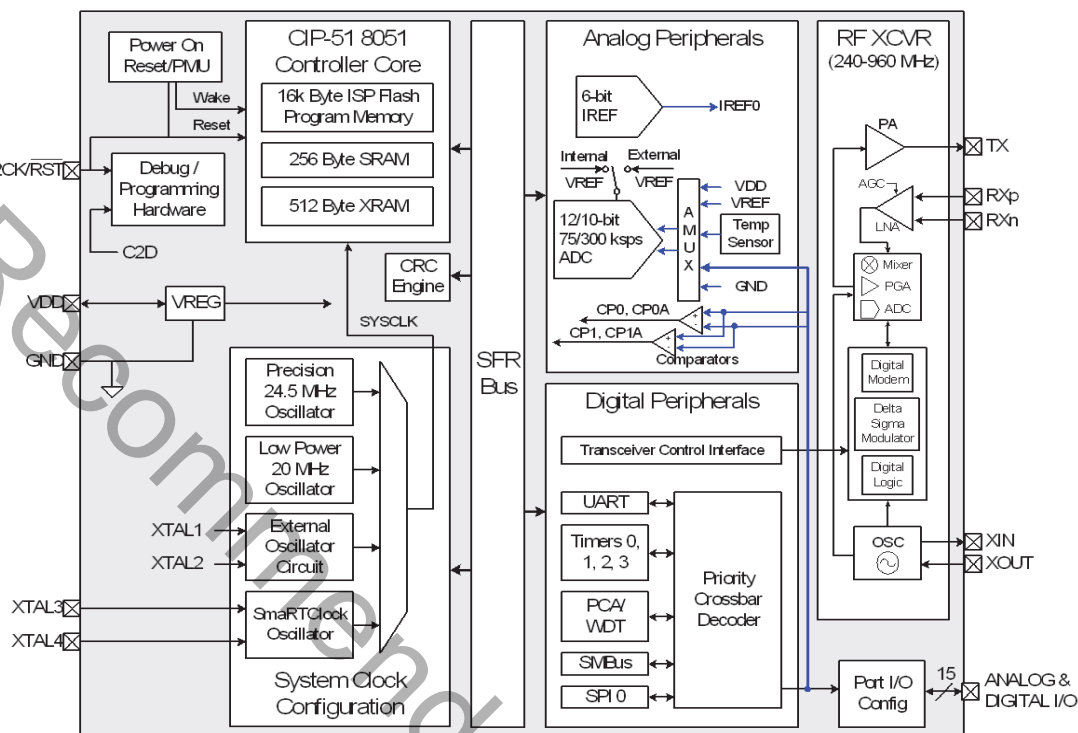 CIP-51 8051
Controller Core
16k Byte ISP Flash
Program Memory
256 Byte SRAM
512 Byte XRAM
Power On
Reset/PMU
Wake
Reset
Debug /
Programming
Hardware
C2D
2CK/RST
VDD
VREG
GND
SYSCLK
CRC
Engine
SFR
Bus
Precision
24.5 MHz
Oscillator
Low Power
20 MHz
Oscillator
XTAL1
XTAL2
External
Oscillator
Circuit
XTAL3
XTAL4
SmaRTClock
Oscillator
System Clock
Configuration
Analog Peripherals
6-bit
IREF
IREF0
Internal
VREF
External
VREF
12/10-bit
75/300 ksps
ADC
A
M
U
X
VDD
VREF
Temp
Sensor
GND
CP0, CP0A
+
-
CP1, CP1A
+
-
Comparators
Digital Peripherals
Transceiver Control Interface
UART
Timers 0,
1, 2, 3
PCA/
WDT
SMBus
SPI 0
Priority
Crossbar
Decoder
RF XCVR
(240-960 MHz)
PA
TX
AGC
LNA
RXp
RXn
Mixer
PGA
ADC
Digital
Modem
Delta
Sigma
Modulator
Digital
Logic
OSC
XIN
XOUT
Port I/O
Config
15
ANALOG &
DIGITAL I/O
Recommend